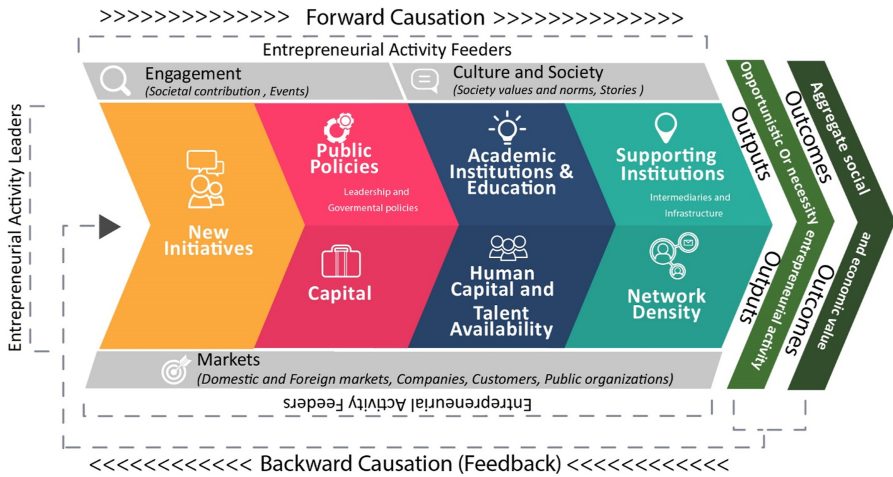 >>>>>>>>>>>> Forward Causation >>>>>>>>>>>>
Entrepreneurial Activity Feeders
Engagement
(Societal contribution , Events)
Culture and Society
(Society values and norms, Stories )
Entrepreneurial Activity Leaders
New
Initiatives
Public
Policies
Leadership and
Govermental policies
Capital
Academic
Institutions &
Education
Human
Capital and
Talent
Availability
Supporting
Institutions
Intermediaries and
Infrastructure
Network
Density
Outputs
Outputs
Opportunistic Or necessity entrepreneurial activity
Outcomes
Outcomes
Aggregate social
and economic value
Markets
(Domestic and Foreign markets, Companies, Customers, Public organizations)
Entrepreneurial Activity Feeders
<<<<<<<<<<<< Backward Causation (Feedback) <<<<<<<<<<<<